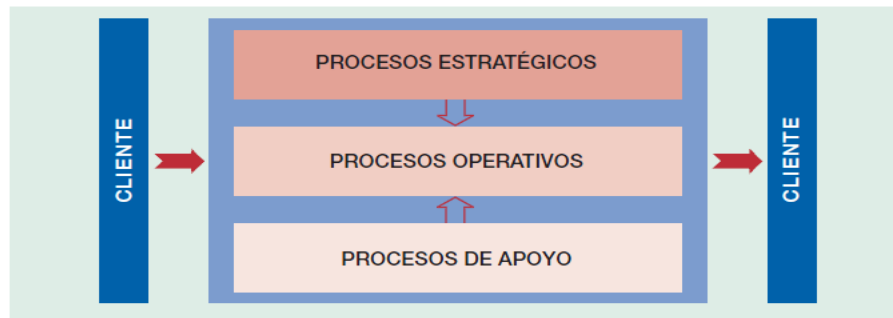 CLIENTE
PROCESOS ESTRATÉGICOS
PROCESOS OPERATIVOS
PROCESOS DE APOYO
CLIENTE